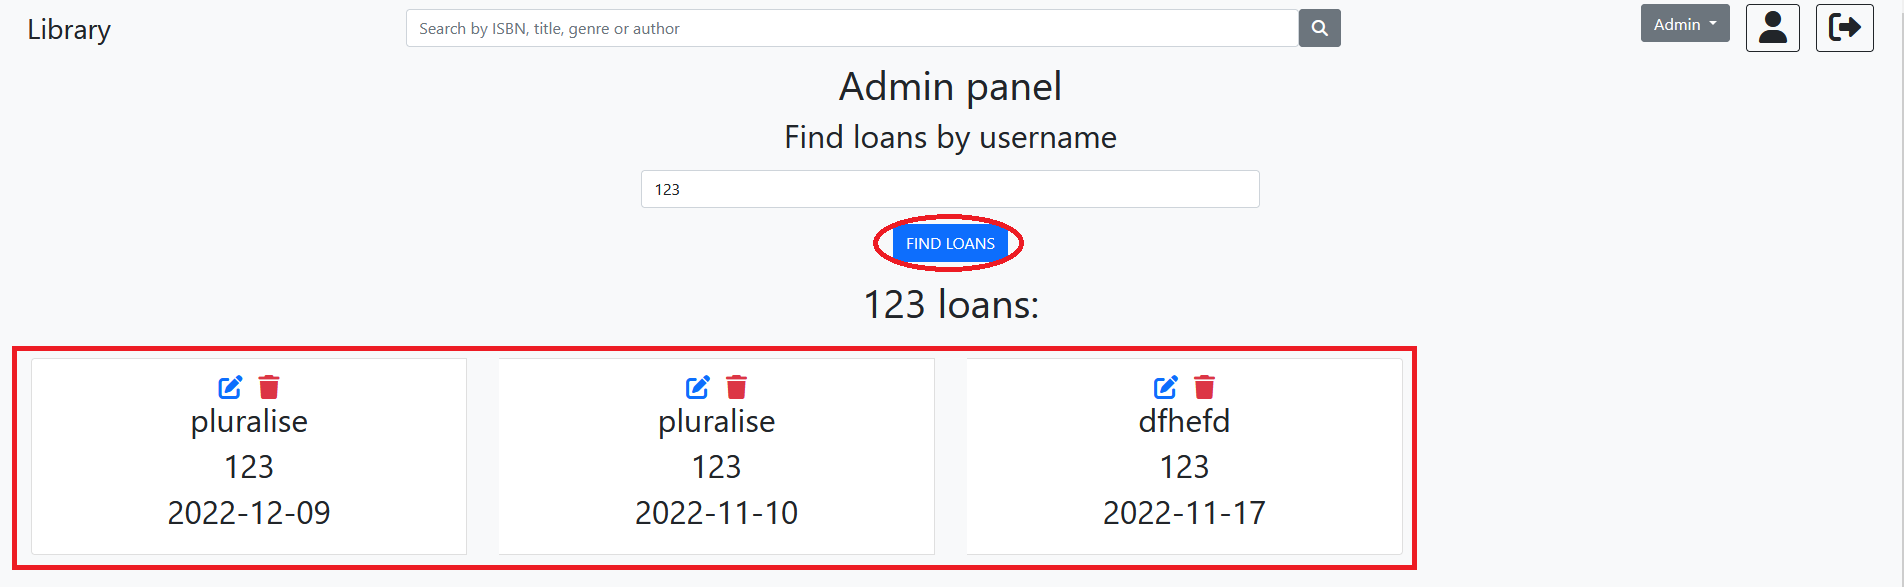 Library
Search by ISBN, title, genre or author
Admin
Admin panel
Find loans by username
123
FIND LOANS
123 loans:
pluralise
123
2022-12-09
pluralise
123
2022-11-10
dfhefd
123
2022-11-17